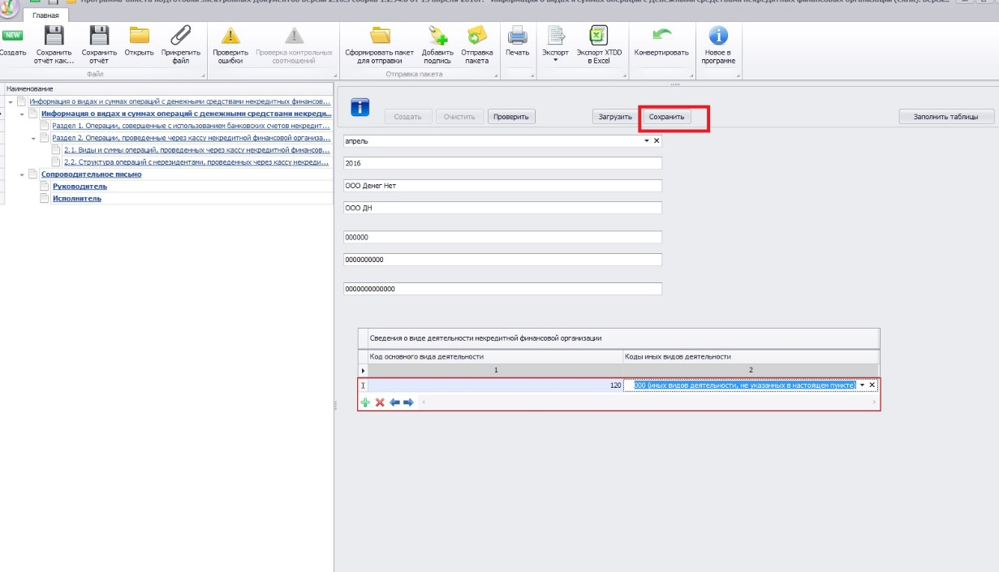 Программа-анкета подготовки электронных документов версии 2.16.3 сборка 1.2.94.0 от 15 апреля 2016г. - Информация о видах и суммах операций с денежными средствами некредитных финансовых организаций
Главная
NEW
Создать
Сохранить отчёт как...
Сохранить отчёт
Открыть
Прикрепить файл
Проверить ошибки
Проверка контрольных соотношений
Сформировать пакет для отправки
Добавить подпись
Отправка пакета
Печать
Экспорт
Экспорт XTDD в Excel
Конвертировать
Новое в программе
Файл
Отправка пакета
Наименование
Информация о видах и суммах операций с денежными средствами некредитных финансов...
Информация о видах и суммах операций с денежными средствами некреди...
Раздел 1. Операции, совершенные с использованием банковских счетов некредит...
Раздел 2. Операции, проведенные через кассу некредитной финансовой организа...
2.1. Виды и суммы операций, проведенных через кассу некредитной финансов...
2.2. Структура операций с нерезидентами, проведенных через кассу некреди...
Сопроводительное письмо
Руководитель
Исполнитель
Создать
Очистить
Проверить
Загрузить
Сохранить
Заполнить таблицы
апрель
2016
ООО Денег Нет
ООО ДН
000000
0000000000
0000000000000
Сведения о виде деятельности некредитной финансовой организации
Код основного вида деятельности
Коды иных видов деятельности
1
2
120
000 (иных видов деятельности, не указанных в настоящем пункте)